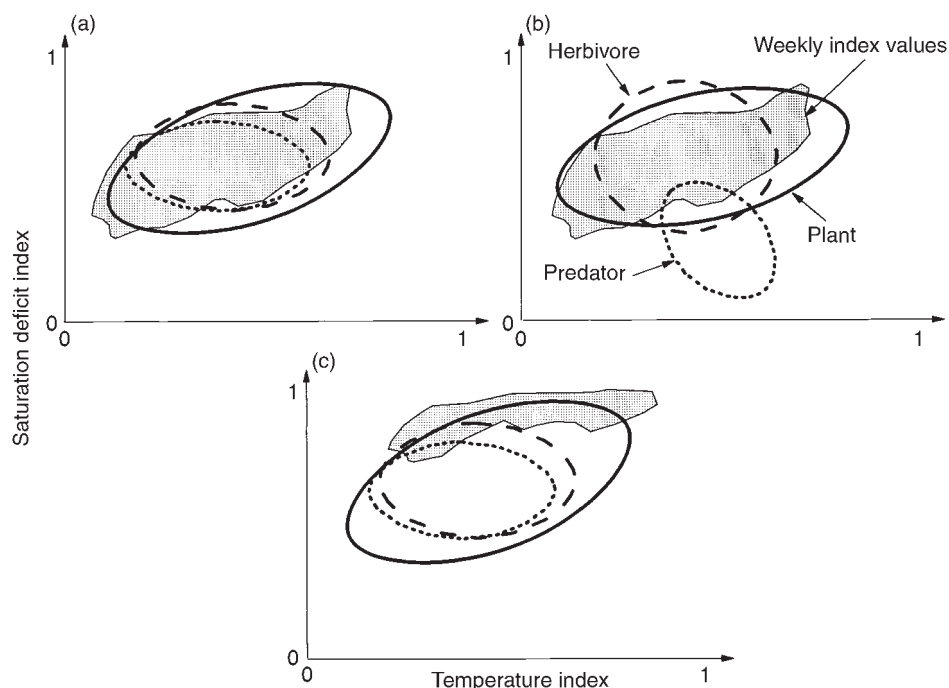 (a)
1
0
0
1
(b)
Herbivore
Weekly index values
1
Plant
Predator
0
0
1
Saturation deficit index
(c)
1
0
0
1
Temperature index